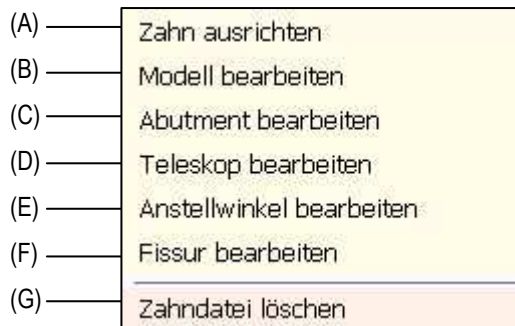 (A) Zahn ausrichten
(B) Modell bearbeiten
(C) Abutment bearbeiten
(D) Teleskop bearbeiten
(E) Anstellwinkel bearbeiten
(F) Fissur bearbeiten
(G) Zahndatei löschen